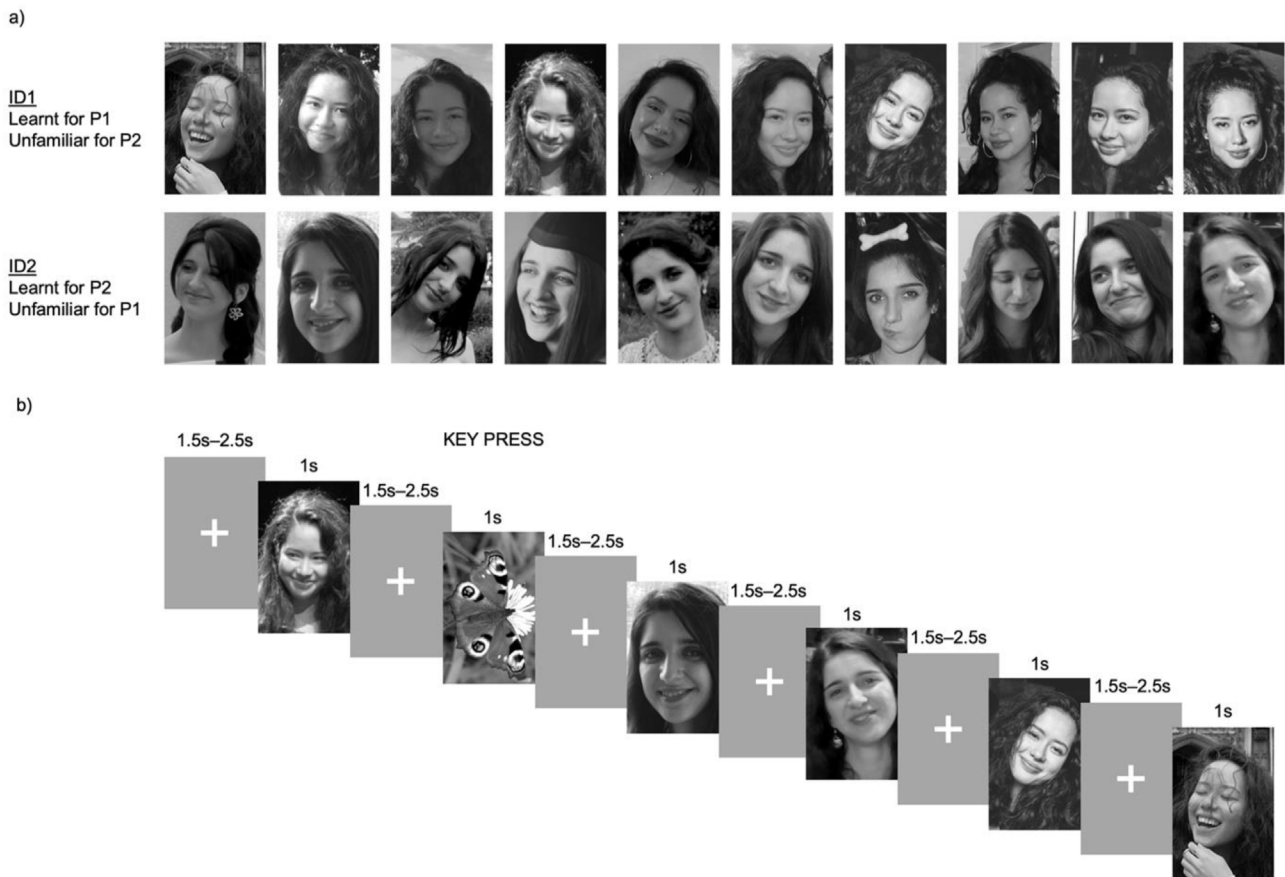 a)
ID1
Learnt for P1
Unfamiliar for P2
ID2
Learnt for P2
Unfamiliar for P1
b)
1.5s–2.5s
KEY PRESS
1s
1.5s–2.5s
1s
1.5s–2.5s
1s
1.5s–2.5s
1s
1.5s–2.5s
1s
1.5s–2.5s
1s